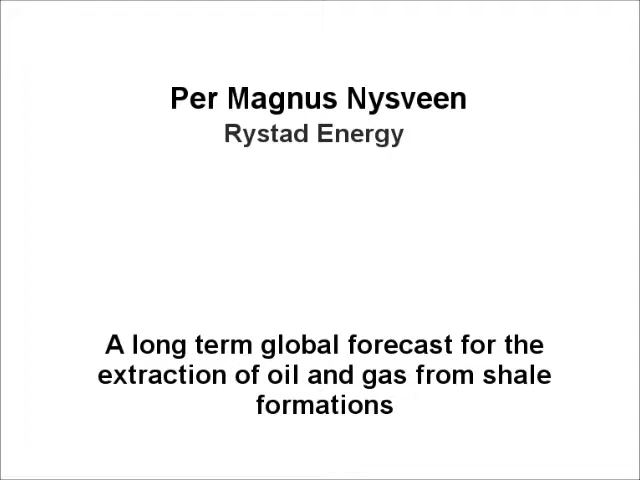 Per Magnus Nysveen
Rystad Energy
A long term global forecast for the
extraction of oil and gas from shale
formations